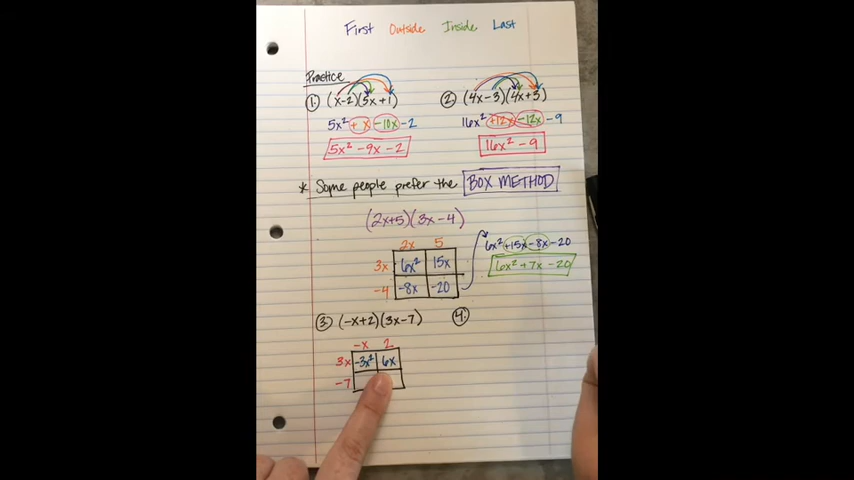 First Outside Inside Last
Practice
1. (x-2)(5x+1)
5x² + x - 10x - 2
5x² - 9x - 2
2. (4x-3)(4x+3)
16x² +12x -12x -9
16x² - 9
* Some people prefer the BOX METHOD
(2x+5)(3x-4)
2x 5
3x 6x² 15x
-4 -8x -20
6x² +15x -8x -20
6x² +7x -20
3. (-x+2)(3x-7)
-x 2
3x -3x² 6x
-7
4.